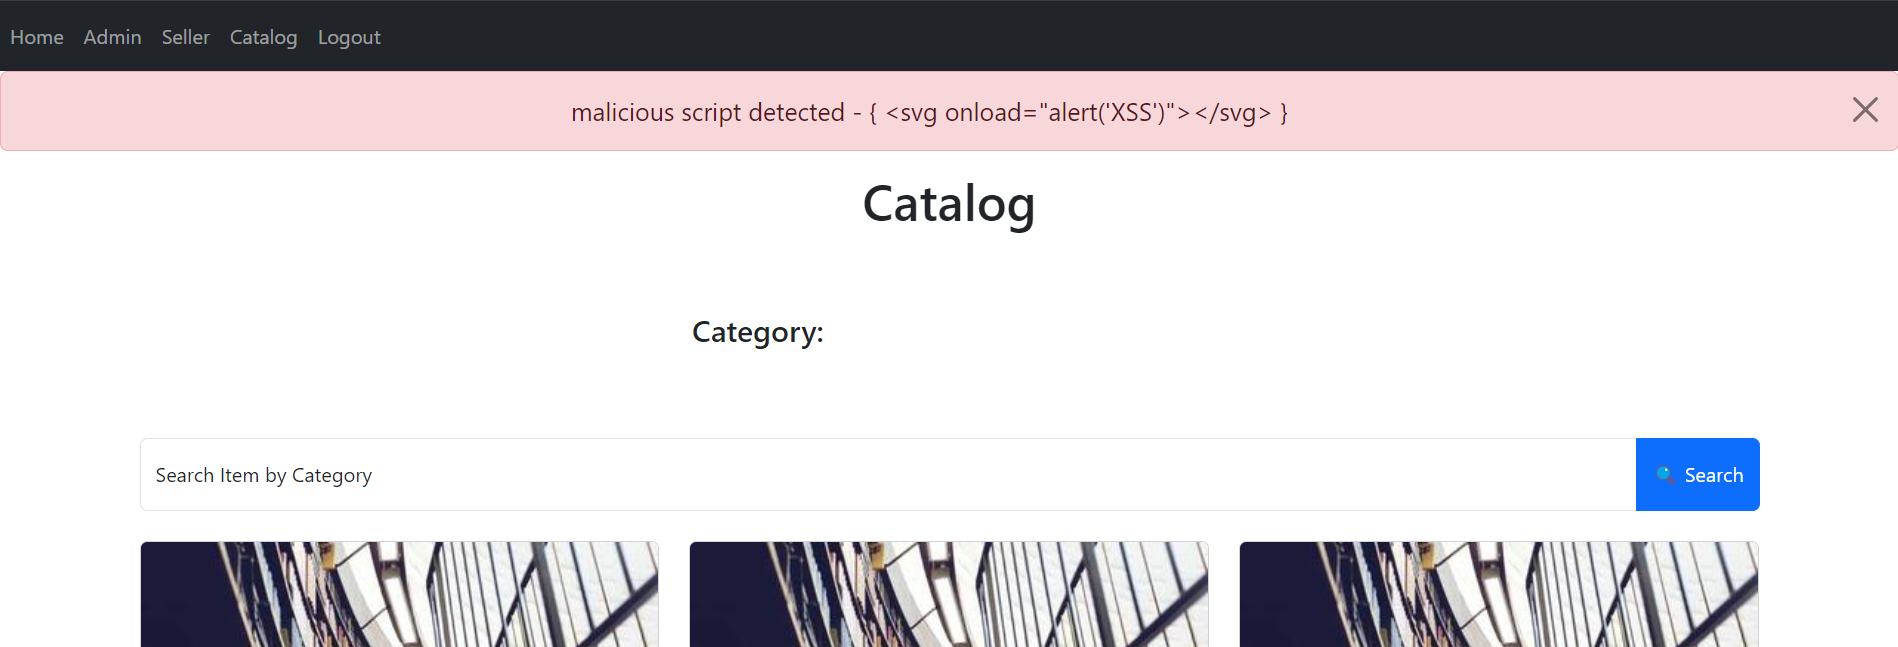 Home Admin Seller Catalog Logout
malicious script detected - { <svg onload="alert('XSS')"></svg> }
Catalog
Category:
Search Item by Category
Search